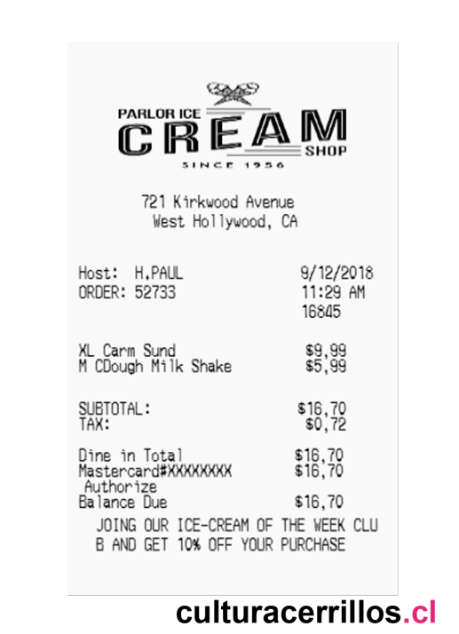 PARLOR ICE
CREAM
SHOP
SINCE 1956
721 Kirkwood Avenue
West Hollywood, CA
Host: H.PAUL 9/12/2018
ORDER: 52733 11:29 AM
16845
XL Carm Sund $9,99
M CDough Milk Shake $5,99
SUBTOTAL: $16,70
TAX: $0,72
Dine in Total $16,70
Mastercard#XXXXXXXX $16,70
Authorize
Balance Due $16,70
JOING OUR ICE-CREAM OF THE WEEK CLU
B AND GET 10% OFF YOUR PURCHASE
culturacerrillos.cl